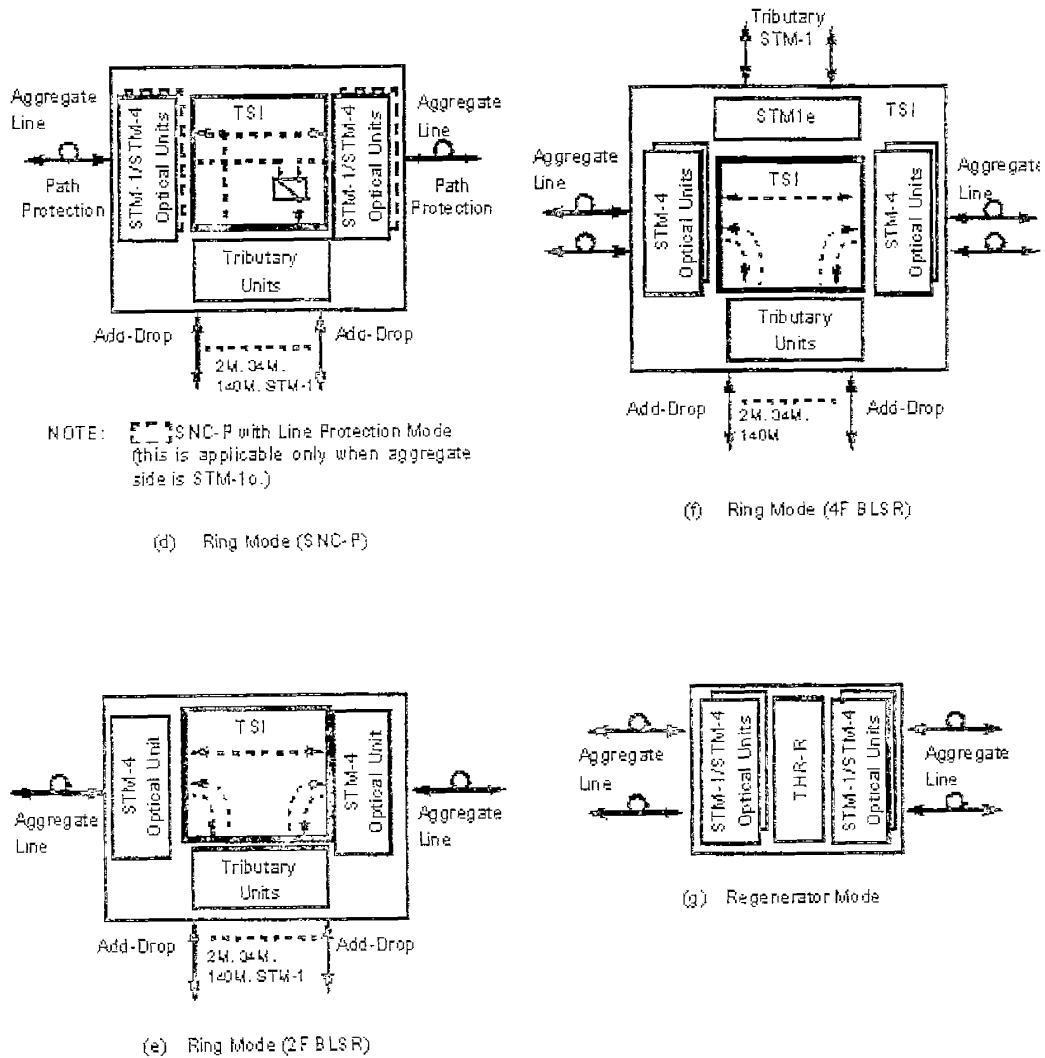 Aggregate
Line
Path
Protection
STM-1/STM-4
Optical Units
TSI
STM-1/STM-4
Optical Units
Aggregate
Line
Path
Protection
Tributary
Units
Add-Drop
Add-Drop
2M. 34M.
140M. STM-1
NOTE: SNC-P with Line Protection Mode
(this is applicable only when aggregate
side is STM-1o.)
(d) Ring Mode (SNC-P)
Tributary
STM-1
STM1e
TSI
Aggregate
Line
STM-4
Optical Units
TSI
STM-4
Optical Units
Aggregate
Line
Tributary
Units
Add-Drop
Add-Drop
2M. 34M.
140M
(f) Ring Mode (4F BLSR)
Aggregate
Line
STM-4
Optical Unit
TSI
STM-4
Optical Unit
Aggregate
Line
Tributary
Units
Add-Drop
Add-Drop
2M. 34M.
140M. STM-1
(e) Ring Mode (2F BLSR)
Aggregate
Line
STM-1/STM-4
Optical Units
THR-R
STM-1/STM-4
Optical Units
Aggregate
Line
(g) Regenerator Mode